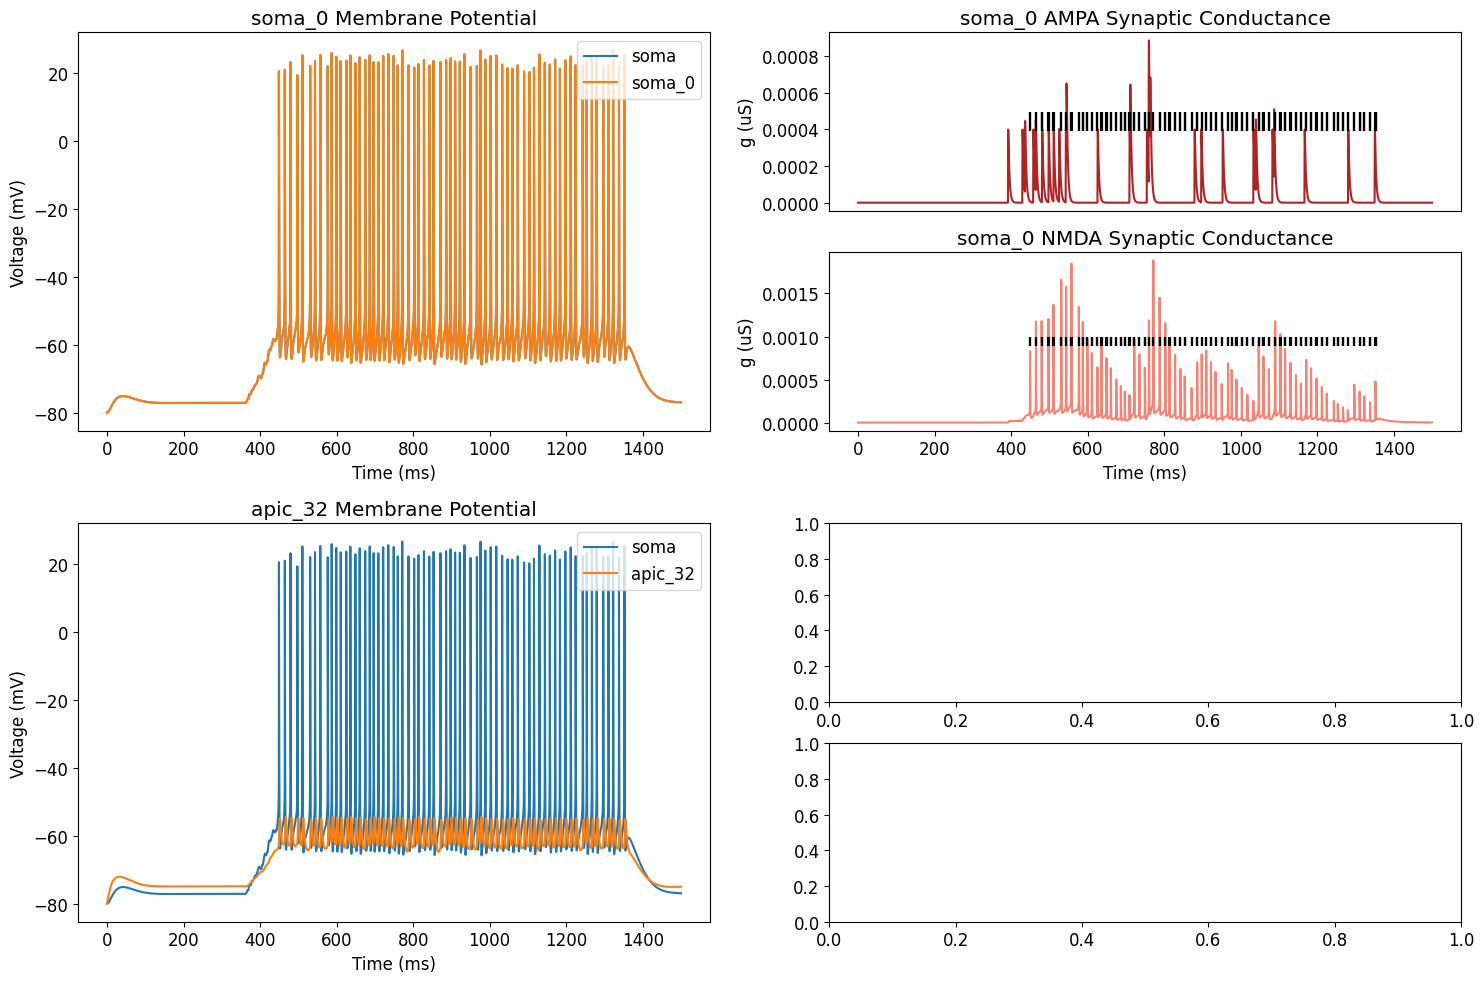 soma_0 Membrane Potential
Voltage (mV)
20
0
−20
−40
−60
−80
soma
soma_0
0 200 400 600 800 1000 1200 1400
Time (ms)
soma_0 AMPA Synaptic Conductance
g (uS)
0.0008
0.0006
0.0004
0.0002
0.0000
soma_0 NMDA Synaptic Conductance
g (uS)
0.0015
0.0010
0.0005
0.0000
0 200 400 600 800 1000 1200 1400
Time (ms)
apic_32 Membrane Potential
Voltage (mV)
20
0
−20
−40
−60
−80
soma
apic_32
0 200 400 600 800 1000 1200 1400
Time (ms)
1.0
0.8
0.6
0.4
0.2
0.0
0.0 0.2 0.4 0.6 0.8 1.0
1.0
0.8
0.6
0.4
0.2
0.0
0.0 0.2 0.4 0.6 0.8 1.0